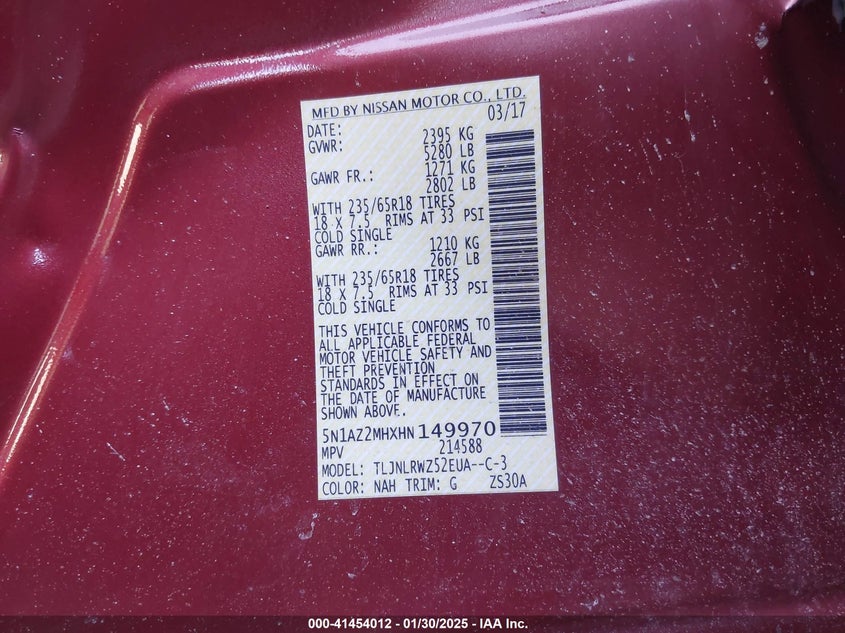 MFD BY NISSAN MOTOR CO., LTD.
DATE: 03/17
GVWR: 2395 KG
5280 LB
GAWR FR.: 1271 KG
2802 LB
WITH 235/65R18 TIRES
18 X 7.5 RIMS AT 33 PSI
COLD SINGLE
GAWR RR.: 1210 KG
2667 LB
WITH 235/65R18 TIRES
18 X 7.5 RIMS AT 33 PSI
COLD SINGLE
THIS VEHICLE CONFORMS TO
ALL APPLICABLE FEDERAL
MOTOR VEHICLE SAFETY AND
THEFT PREVENTION
STANDARDS IN EFFECT ON
THE DATE OF MANUFACTURE
SHOWN ABOVE.
5N1AZ2MHXHN149970
MPV 214588
MODEL: TLJNLRWZ52EUA--C-3
COLOR: NAH TRIM: G ZS30A
000-41454012 - 01/30/2025 - IAA Inc.